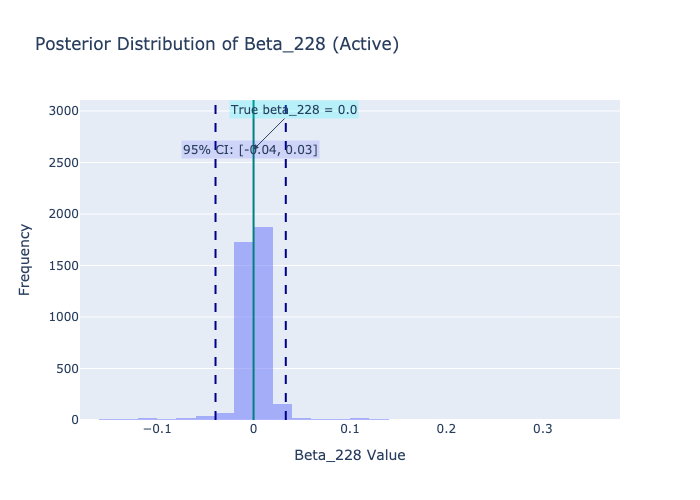 Posterior Distribution of Beta_228 (Active)
True beta_228 = 0.0
95% CI: [-0.04, 0.03]
3000
2500
2000
1500
1000
500
0
Frequency
−0.1
0
0.1
0.2
0.3
Beta_228 Value